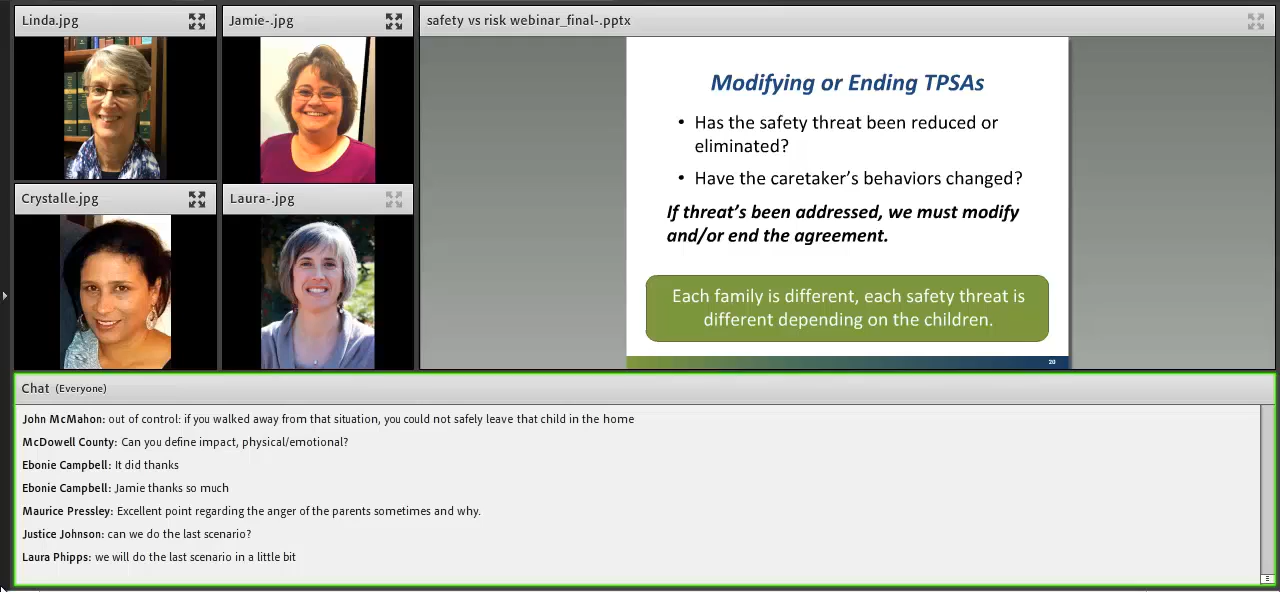 Linda.jpg
Jamie-.jpg
safety vs risk webinar_final-.pptx
Crystalle.jpg
Laura-.jpg
Modifying or Ending TPSAs
• Has the safety threat been reduced or
eliminated?
• Have the caretaker’s behaviors changed?
If threat’s been addressed, we must modify
and/or end the agreement.
Each family is different, each safety threat is
different depending on the children.
20
Chat (Everyone)
John McMahon: out of control: if you walked away from that situation, you could not safely leave that child in the home
McDowell County: Can you define impact, physical/emotional?
Ebonie Campbell: It did thanks
Ebonie Campbell: Jamie thanks so much
Maurice Pressley: Excellent point regarding the anger of the parents sometimes and why.
Justice Johnson: can we do the last scenario?
Laura Phipps: we will do the last scenario in a little bit